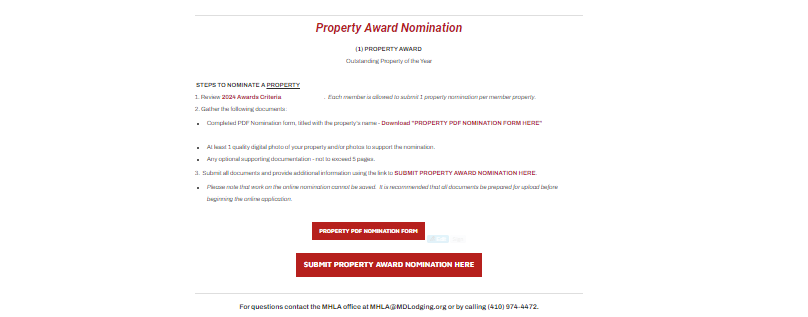 Property Award Nomination
(1) PROPERTY AWARD
Outstanding Property of the Year
STEPS TO NOMINATE A PROPERTY
1. Review 2024 Awards Criteria . Each member is allowed to submit 1 property nomination per member property.
2. Gather the following documents:
• Completed PDF Nomination form, titled with the property's name - Download "PROPERTY PDF NOMINATION FORM HERE"
• At least 1 quality digital photo of your property and/or photos to support the nomination.
• Any optional supporting documentation - not to exceed 5 pages.
3. Submit all documents and provide additional information using the link to SUBMIT PROPERTY AWARD NOMINATION HERE.
• Please note that work on the online nomination cannot be saved. It is recommended that all documents be prepared for upload before
beginning the online application.
PROPERTY PDF NOMINATION FORM
SUBMIT PROPERTY AWARD NOMINATION HERE
For questions contact the MHLA office at MHLA@MDLodging.org or by calling (410) 974-4472.